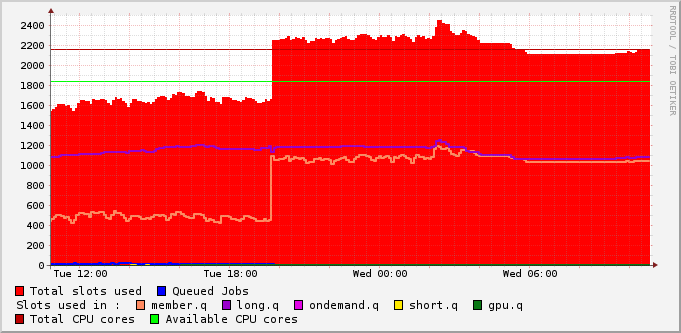 RRDTOOL / TOBI OETIKER
2400
2200
2000
1800
1600
1400
1200
1000
800
600
400
200
0
Tue 12:00 Tue 18:00 Wed 00:00 Wed 06:00
Total slots used Queued Jobs
Slots used in : member.q long.q ondemand.q short.q gpu.q
Total CPU cores Available CPU cores